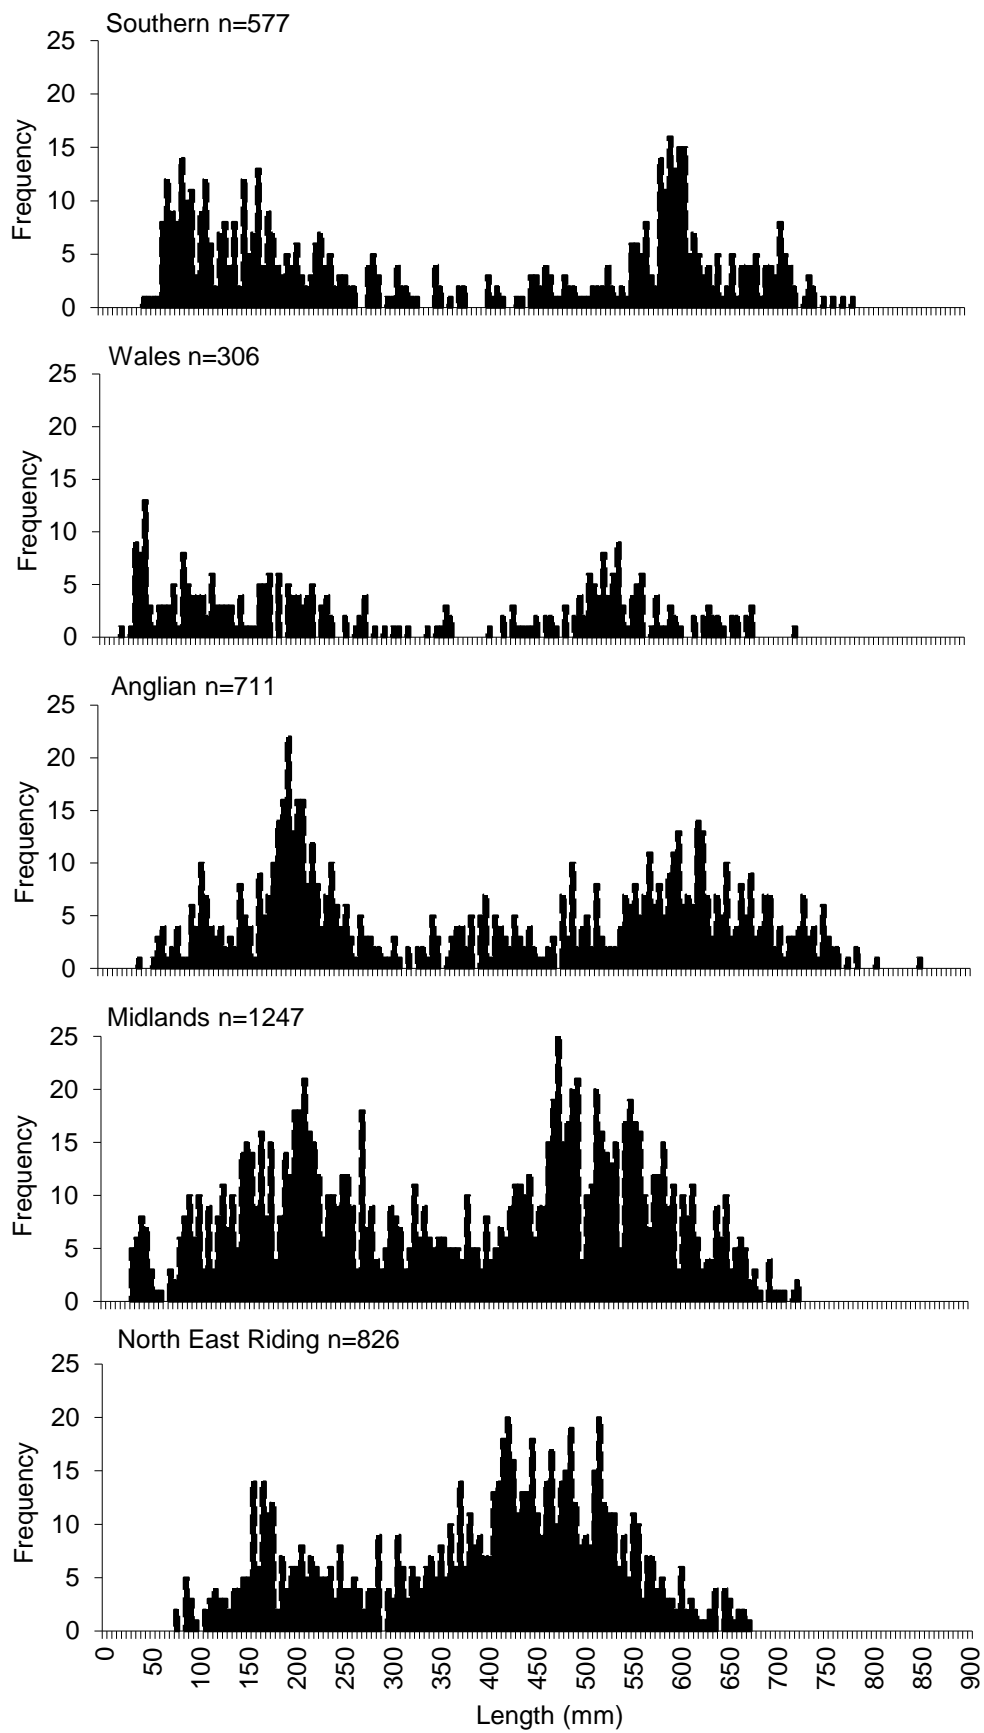 Southern n=577
25
20
15
10
5
0
Frequency
Wales n=306
25
20
15
10
5
0
Frequency
Anglian n=711
25
20
15
10
5
0
Frequency
Midlands n=1247
25
20
15
10
5
0
Frequency
North East Riding n=826
25
20
15
10
5
0
Frequency
0 50 100 150 200 250 300 350 400 450 500 550 600 650 700 750 800 850 900
Length (mm)